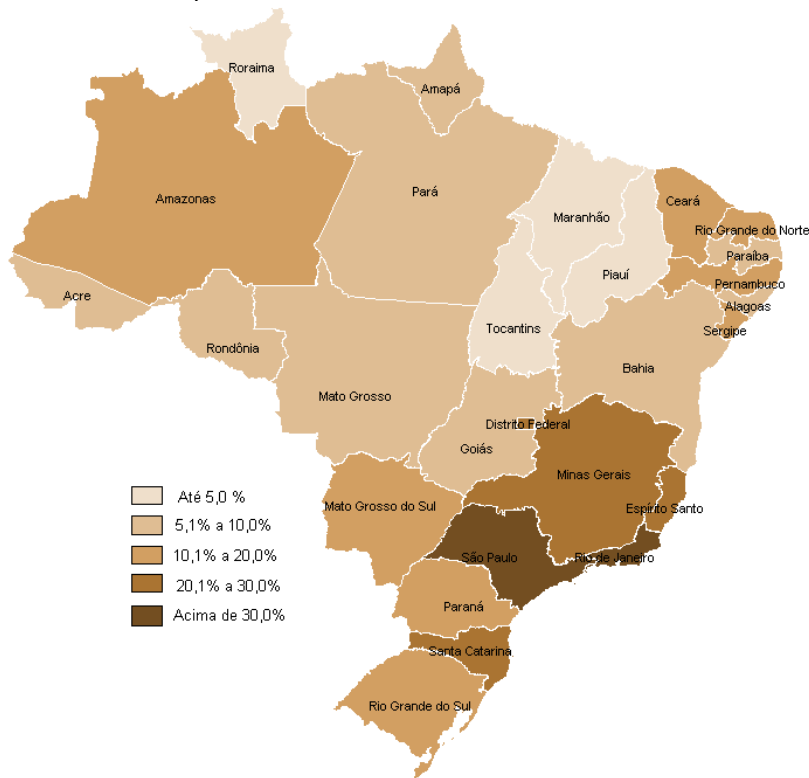 Roraima
Amapá
Amazonas
Pará
Maranhão
Ceará
Rio Grande do Norte
Paraíba
Piauí
Pernambuco
Acre
Alagoas
Tocantins
Sergipe
Rondônia
Bahia
Mato Grosso
Distrito Federal
Goiás
Minas Gerais
Até 5,0 %
Mato Grosso do Sul
Espírito Santo
5,1% a 10,0%
10,1% a 20,0%
São Paulo
Rio de Janeiro
20,1% a 30,0%
Paraná
Acima de 30,0%
Santa Catarina
Rio Grande do Sul